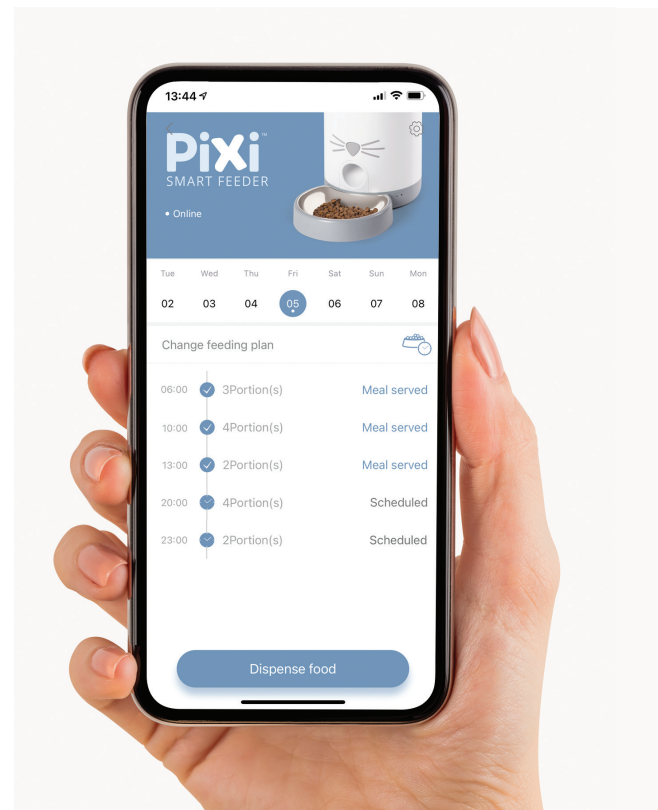 13:44
PiXi™
SMART FEEDER
• Online
Tue Wed Thu Fri Sat Sun Mon
02 03 04 05 06 07 08
Change feeding plan
06:00 3Portion(s) Meal served
10:00 4Portion(s) Meal served
13:00 2Portion(s) Meal served
20:00 4Portion(s) Scheduled
23:00 2Portion(s) Scheduled
Dispense food